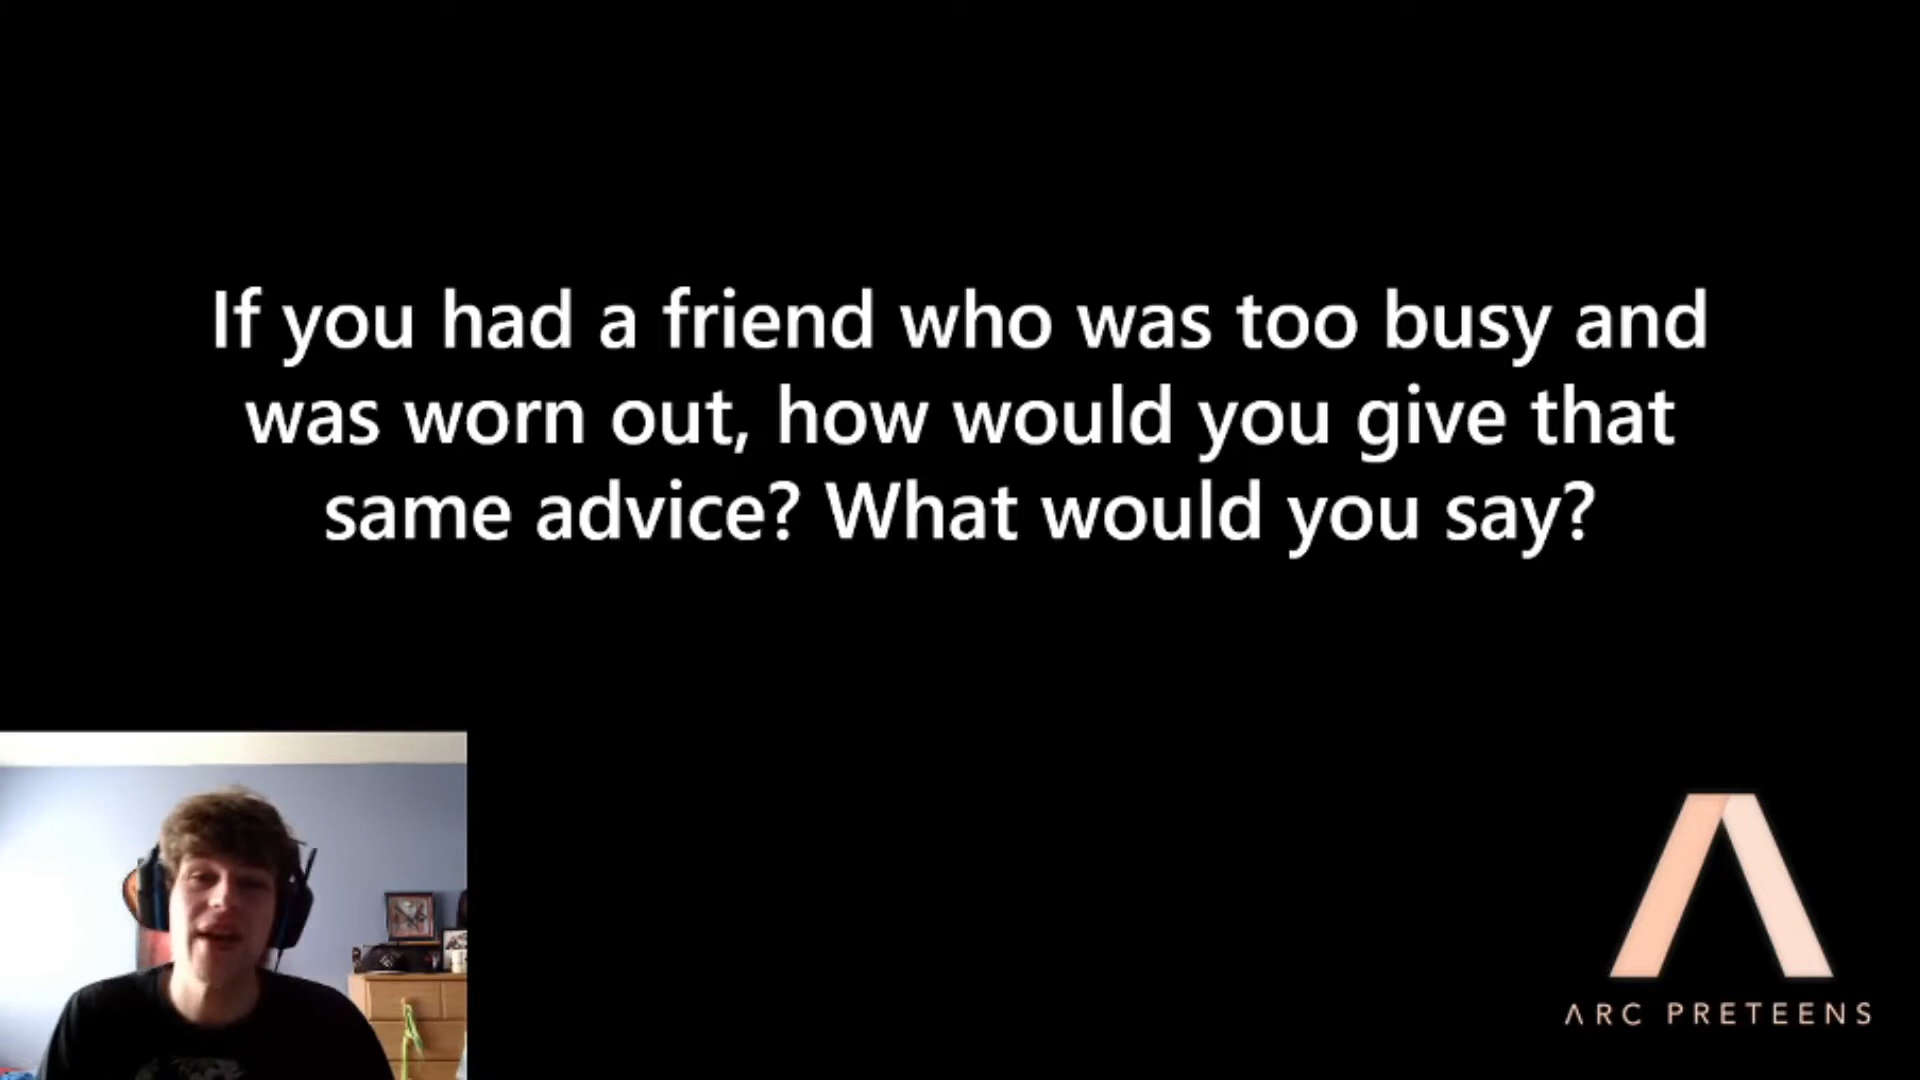 If you had a friend who was too busy and
was worn out, how would you give that
same advice? What would you say?
ARC PRETEENS